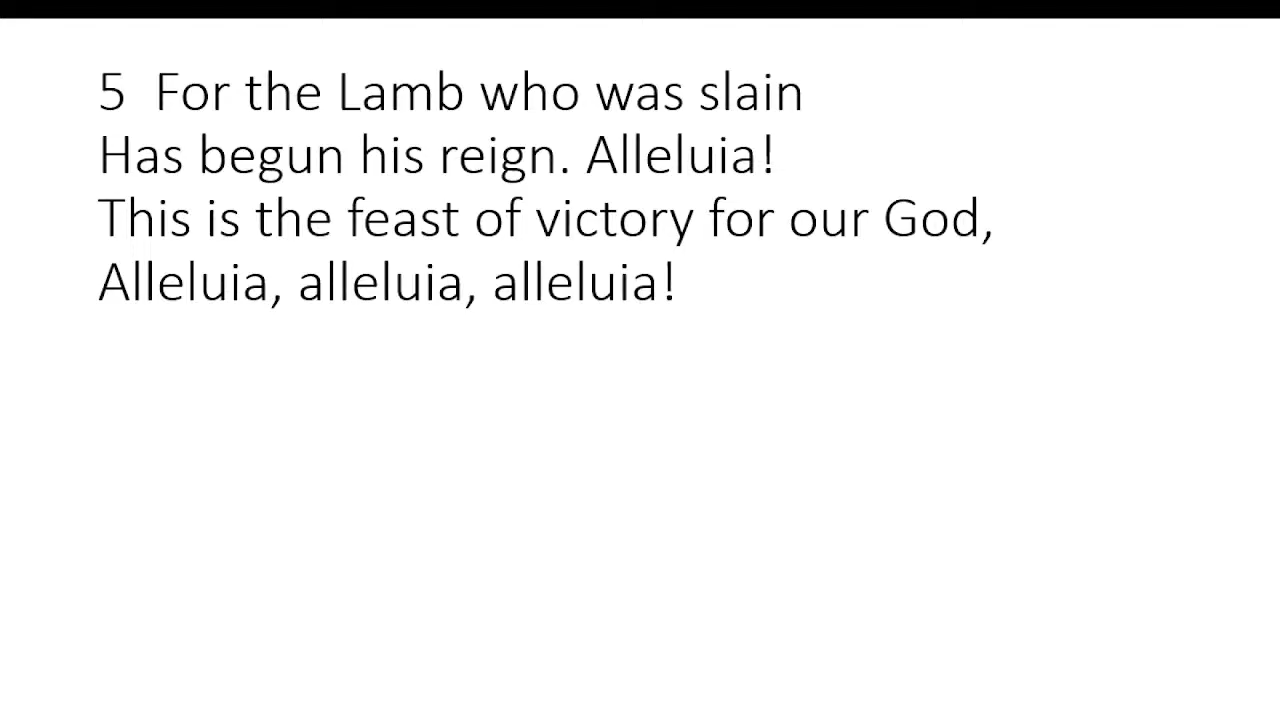 5  For the Lamb who was slain
Has begun his reign. Alleluia!
This is the feast of victory for our God,
Alleluia, alleluia, alleluia!